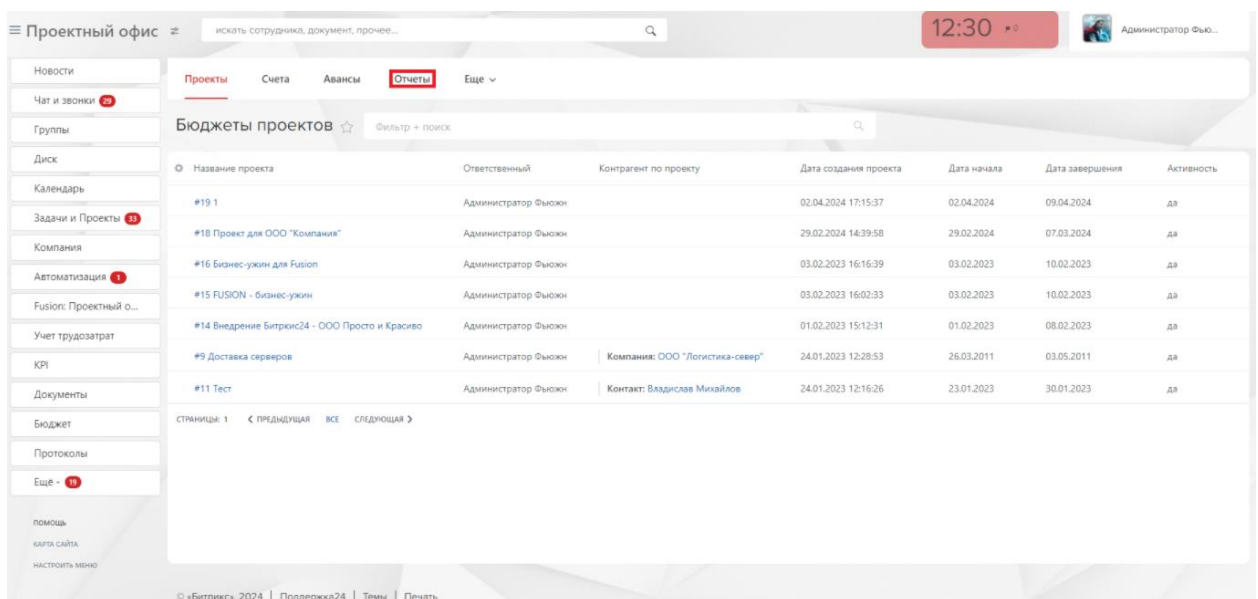 Проектный офис
искать сотрудника, документ, прочее...
12:30
0
Администратор Фью...
Новости
Чат и звонки 29
Группы
Диск
Календарь
Задачи и Проекты 33
Компания
Автоматизация 1
Fusion: Проектный о...
Учет трудозатрат
KPI
Документы
Бюджет
Протоколы
Ещё - 19
ПОМОЩЬ
КАРТА САЙТА
НАСТРОИТЬ МЕНЮ
Проекты Счета Авансы Отчеты Еще
Бюджеты проектов Фильтр + поиск
Название проекта Ответственный Контрагент по проекту Дата создания проекта Дата начала Дата завершения Активность
#19 1 Администратор Фьюжн 02.04.2024 17:15:37 02.04.2024 09.04.2024 да
#18 Проект для ООО "Компания" Администратор Фьюжн 29.02.2024 14:39:58 29.02.2024 07.03.2024 да
#16 Бизнес-ужин для Fusion Администратор Фьюжн 03.02.2023 16:16:39 03.02.2023 10.02.2023 да
#15 FUSION - бизнес-ужин Администратор Фьюжн 03.02.2023 16:02:33 03.02.2023 10.02.2023 да
#14 Внедрение Битркис24 - ООО Просто и Красиво Администратор Фьюжн 01.02.2023 15:12:31 01.02.2023 08.02.2023 да
#9 Доставка серверов Администратор Фьюжн Компания: ООО "Логистика-север" 24.01.2023 12:28:53 26.03.2011 03.05.2011 да
#11 Тест Администратор Фьюжн Контакт: Владислав Михайлов 24.01.2023 12:16:26 23.01.2023 30.01.2023 да
СТРАНИЦЫ: 1 ПРЕДЫДУЩАЯ ВСЕ СЛЕДУЮЩАЯ
© «Битрикс», 2024 | Поддержка24 | Темы | Печать